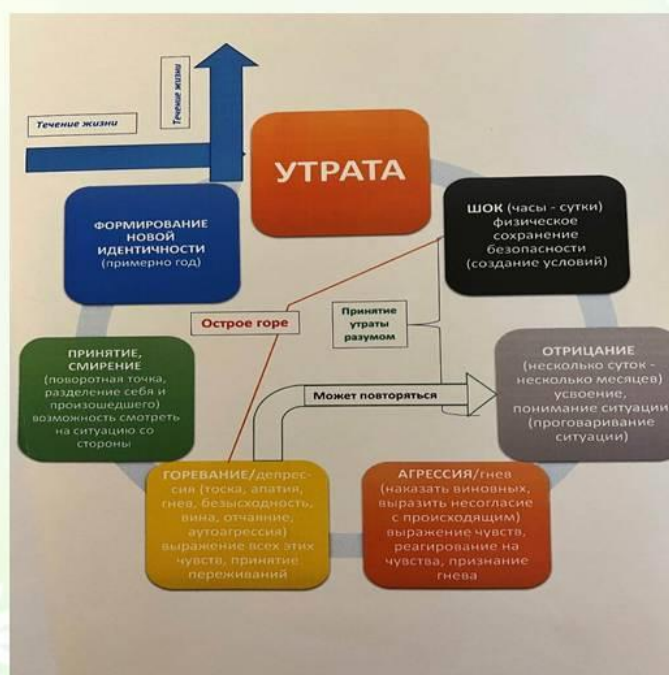 Течение жизни
Течение жизни
УТРАТА
ШОК (часы - сутки)
физическое
сохранение
безопасности
(создание условий)
ФОРМИРОВАНИЕ
НОВОЙ
ИДЕНТИЧНОСТИ
(примерно год)
Острое горе
Принятие
утраты
разумом
ОТРИЦАНИЕ
(несколько суток -
несколько месяцев)
усвоение,
понимание ситуации
(проговаривание
ситуации)
ПРИНЯТИЕ,
СМИРЕНИЕ
(поворотная точка,
разделение себя и
произошедшего)
возможность смотреть
на ситуацию со
стороны
Может повторяться
ГОРЕВАНИЕ/депрес-
сия (тоска, апатия,
гнев, безысходность,
вина, отчаяние,
аутоагрессия)
выражение всех этих
чувств, принятие
переживаний
АГРЕССИЯ/гнев
(наказать виновных,
выразить несогласие
с происходящим)
выражение чувств,
реагирование на
чувства, признание
гнева